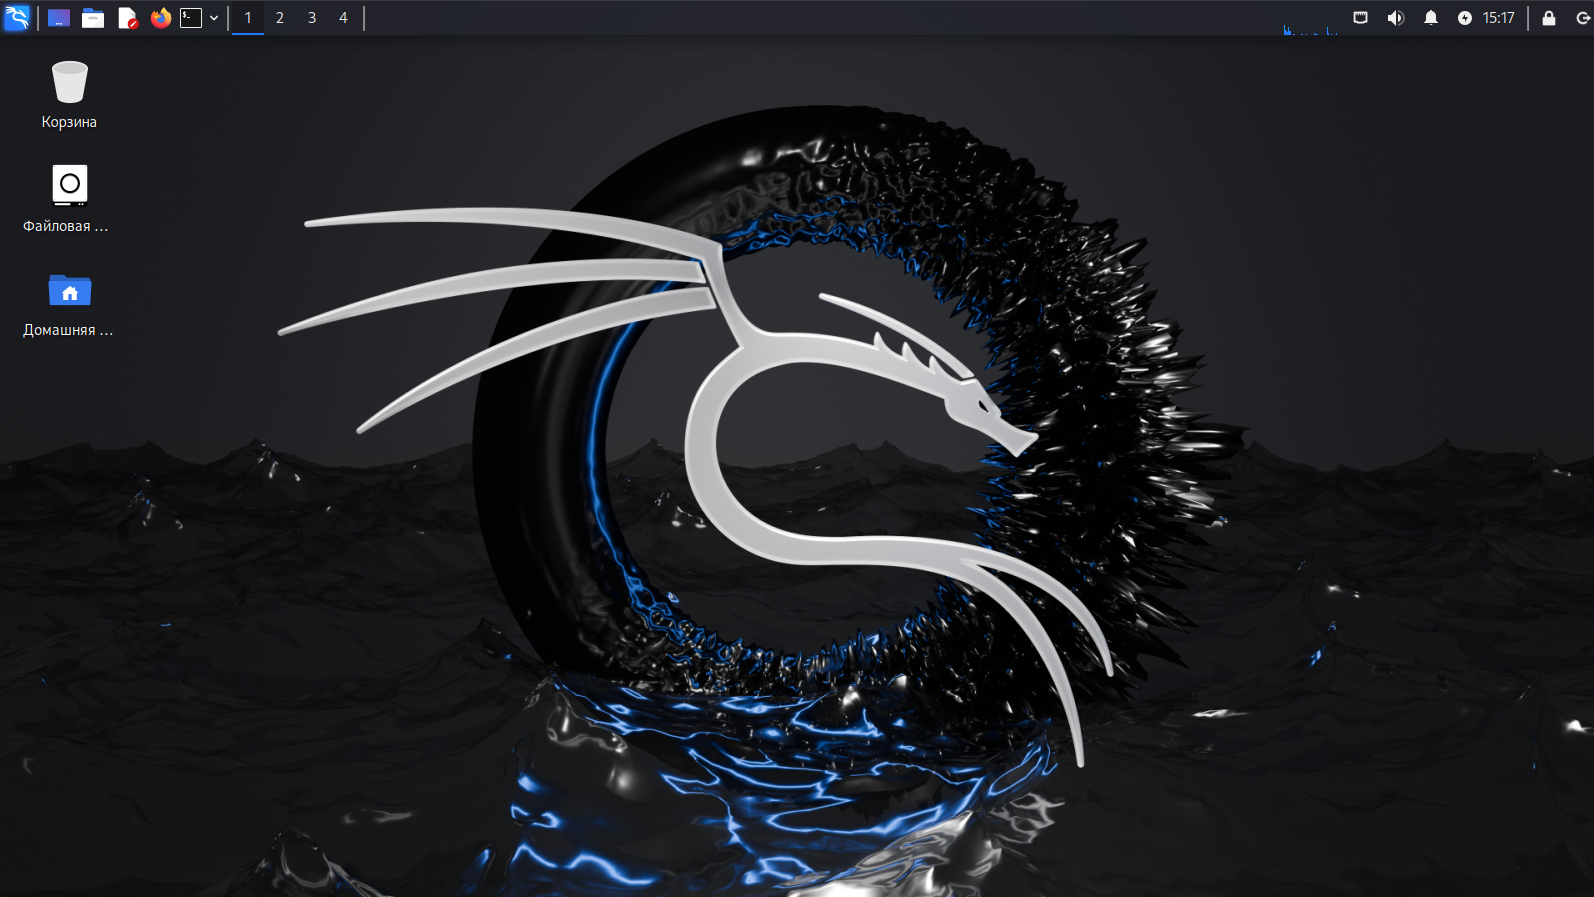 1 2 3 4
15:17
Корзина
Файловая ...
Домашняя ...